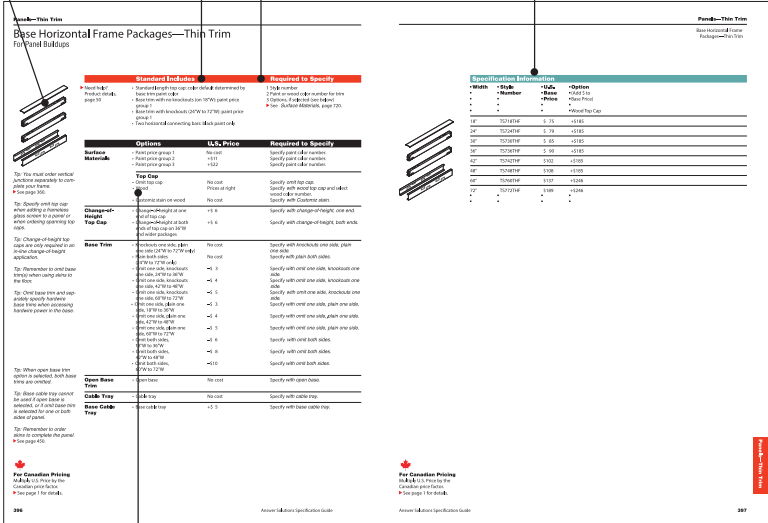 Panels—Thin Trim
Base Horizontal Frame Packages—Thin Trim
For Panel Buildups
Standard Includes
Required to Specify
Need help?
Product details,
page 50
• Standard length top cap: color default determined by
base trim paint color
• Base trim with no knockouts (on 18"W): paint price
group 1
• Base trim with knockouts (24"W to 72"W): paint price
group 1
• Two horizontal connecting bars: black paint only
1 Style number
2 Paint or wood color number for trim
3 Options, if selected (see below)
See Surface Materials, page 720.
Options
U.S. Price
Required to Specify
Surface
Materials
• Paint price group 1 No cost Specify paint color number.
• Paint price group 2 +$11 Specify paint color number.
• Paint price group 3 +$22 Specify paint color number.
Top Cap
• Omit top cap No cost Specify omit top cap.
• Wood Prices at right Specify with wood top cap and select
wood color number.
• Customiz stain on wood No cost Specify with Customiz stain.
Change-of-
Height
Top Cap
• Change-of-height at one +$ 6 Specify with change-of-height, one end.
end of top cap
• Change-of-height at both +$ 6 Specify with change-of-height, both ends.
ends of top cap on 36"W
and wider packages
Base Trim
• Knockouts one side, plain No cost Specify with knockouts one side, plain
one side (24"W to 72"W only) one side.
• Plain both sides No cost Specify with plain both sides.
(24"W to 72"W only)
• Omit one side, knockouts –$ 3 Specify with omit one side, knockouts one
one side, 24"W to 36"W side.
• Omit one side, knockouts –$ 4 Specify with omit one side, knockouts one
one side, 42"W to 48"W side.
• Omit one side, knockouts –$ 5 Specify with omit one side, knockouts one
one side, 60"W to 72"W side.
• Omit one side, plain one –$ 3 Specify with omit one side, plain one side.
side, 18"W to 36"W
• Omit one side, plain one –$ 4 Specify with omit one side, plain one side.
side, 42"W to 48"W
• Omit one side, plain one –$ 5 Specify with omit one side, plain one side.
side, 60"W to 72"W
• Omit both sides, –$ 6 Specify with omit both sides.
18"W to 36"W
• Omit both sides, –$ 8 Specify with omit both sides.
42"W to 48"W
• Omit both sides, –$10 Specify with omit both sides.
60"W to 72"W
Open Base
Trim
• Open base No cost Specify with open base.
Cable Tray
• Cable tray No cost Specify with cable tray.
Base Cable
Tray
• Base cable tray +$ 5 Specify with base cable tray.
Tip: You must order vertical
junctions separately to com-
plete your frame.
See page 360.
Tip: Specify omit top cap
when adding a frameless
glass screen to a panel or
when ordering spanning top
caps.
Tip: Change-of-height top
caps are only required in an
in-line change-of-height
application.
Tip: Remember to omit base
trim(s) when using skins to
the floor.
Tip: Omit base trim and sep-
arately specify hardwire
base trims when accessing
hardwire power in the base.
Tip: When open base trim
option is selected, both base
trims are omitted.
Tip: Base cable tray cannot
be used if open base is
selected, or if omit base trim
is selected for one or both
sides of panel.
Tip: Remember to order
skins to complete the panel.
See page 450.
For Canadian Pricing
Multiply U.S. Price by the
Canadian price factor.
See page 1 for details.
396
Answer Solutions Specification Guide
Panels—Thin Trim
Base Horizontal Frame
Packages—Thin Trim
Specification Information
•Width •Style •U.S. •Option
• Number •Base •(Add $ to
• • Price •Base Price)
•Wood Top Cap
18" TS718THF $ 75 +$185
24" TS724THF $ 79 +$185
30" TS730THF $ 85 +$185
36" TS736THF $ 90 +$185
42" TS742THF $102 +$185
48" TS748THF $108 +$185
60" TS760THF $137 +$246
72" TS772THF $189 +$246
For Canadian Pricing
Multiply U.S. Price by the
Canadian price factor.
See page 1 for details.
Panels—Thin Trim
Answer Solutions Specification Guide
397